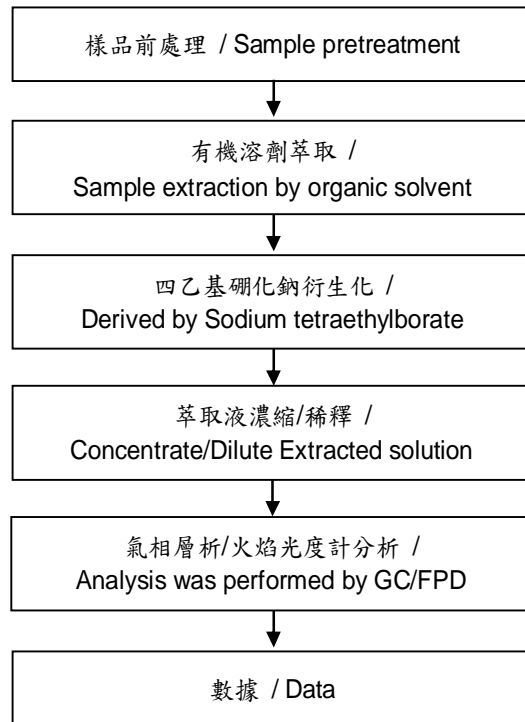 樣品前處理 / Sample pretreatment
有機溶劑萃取 /
Sample extraction by organic solvent
四乙基硼化鈉衍生化 /
Derived by Sodium tetraethylborate
萃取液濃縮/稀釋 /
Concentrate/Dilute Extracted solution
氣相層析/火焰光度計分析 /
Analysis was performed by GC/FPD
數據 / Data